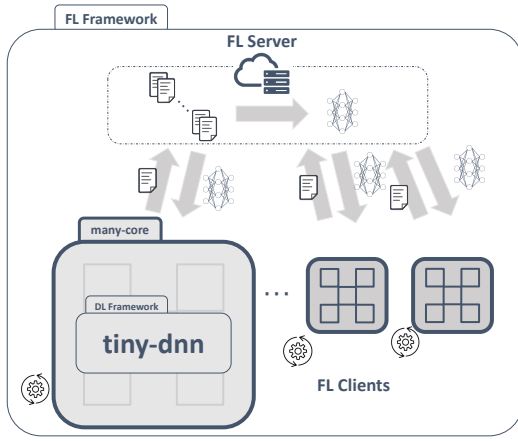 FL Framework
FL Server
many-core
DL Framework
tiny-dnn
...
FL Clients